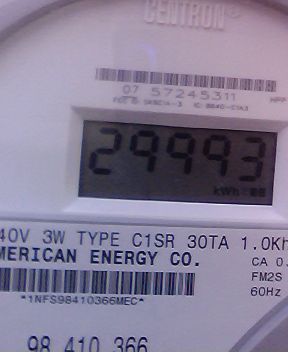 CENTRON®
07 57245311
29993
kWh
40V 3W TYPE C1SR 30TA 1.0Kh
MERICAN ENERGY CO.
CA 0.
FM2S
60Hz
*1NFS98410366MEC*
98 410 366